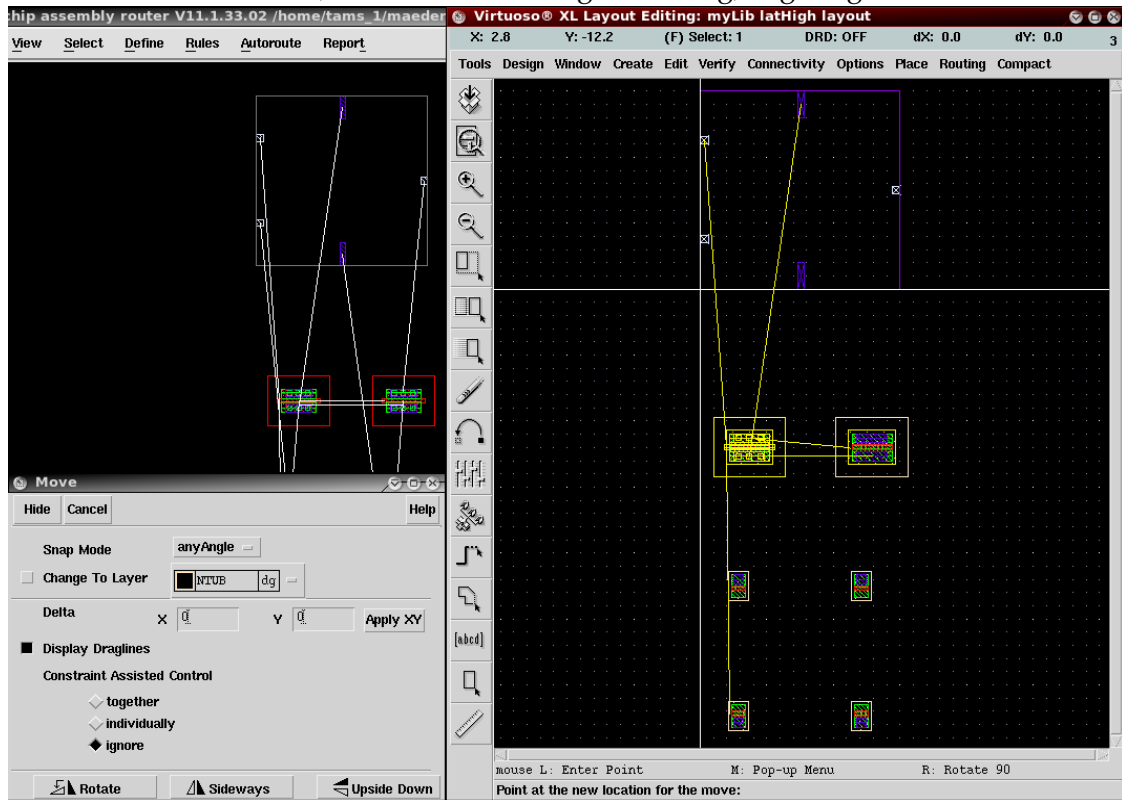 chip assembly router V11.1.33.02 /home/tams_1/maeder
View Select Define Rules Autoroute Report
Virtuoso® XL Layout Editing: myLib latHigh layout
X: 2.8 Y: -12.2 (F) Select: 1 DRD: OFF dX: 0.0 dY: 0.0 3
Tools Design Window Create Edit Verify Connectivity Options Place Routing Compact
[abcd]
Move
Hide Cancel Help
Snap Mode anyAngle
Change To Layer NTUB dg
Delta X 0 Y 0 Apply XY
Display Draglines
Constraint Assisted Control
together
individually
ignore
Rotate Sideways Upside Down
mouse L: Enter Point M: Pop-up Menu R: Rotate 90
Point at the new location for the move: